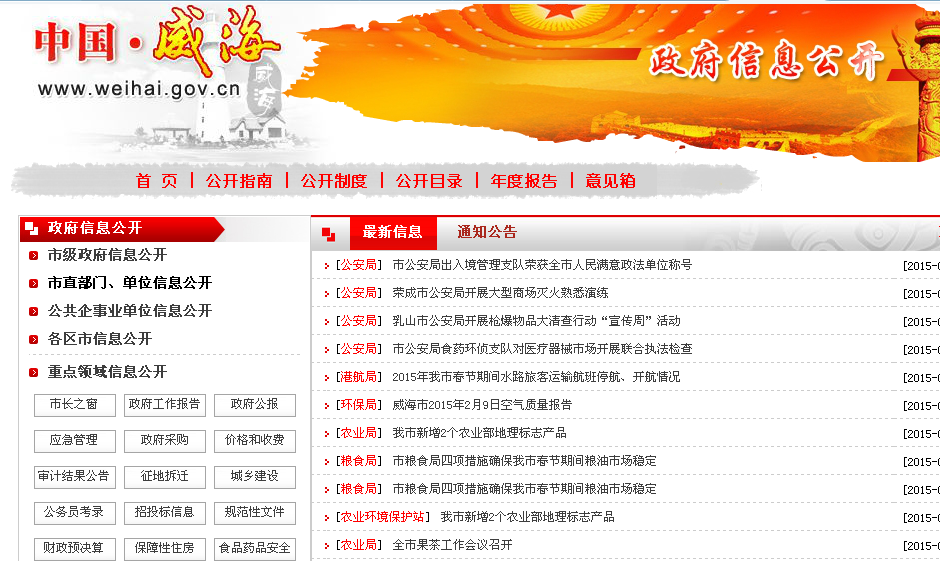 中国·威海
www.weihai.gov.cn
威海
政府信息公开
首 页 | 公开指南 | 公开制度 | 公开目录 | 年度报告 | 意见箱
政府信息公开
市级政府信息公开
市直部门、单位信息公开
公共企事业单位信息公开
各区市信息公开
重点领域信息公开
市长之窗 政府工作报告 政府公报
应急管理 政府采购 价格和收费
审计结果公告 征地拆迁 城乡建设
公务员考录 招投标信息 规范性文件
财政预决算 保障性住房 食品药品安全
最新信息 通知公告
[公安局] 市公安局出入境管理支队荣获全市人民满意政法单位称号 [2015-0
[公安局] 荣成市公安局开展大型商场灭火熟悉演练 [2015-0
[公安局] 乳山市公安局开展枪爆物品大清查行动“宣传周”活动 [2015-0
[公安局] 市公安局食药环侦支队对医疗器械市场开展联合执法检查 [2015-0
[港航局] 2015年我市春节期间水路旅客运输航班停航、开航情况 [2015-0
[环保局] 威海市2015年2月9日空气质量报告 [2015-0
[农业局] 我市新增2个农业部地理标志产品 [2015-0
[粮食局] 市粮食局四项措施确保我市春节期间粮油市场稳定 [2015-0
[粮食局] 市粮食局四项措施确保我市春节期间粮油市场稳定 [2015-0
[农业环境保护站] 我市新增2个农业部地理标志产品 [2015-0
[农业局] 全市果茶工作会议召开 [2015-0